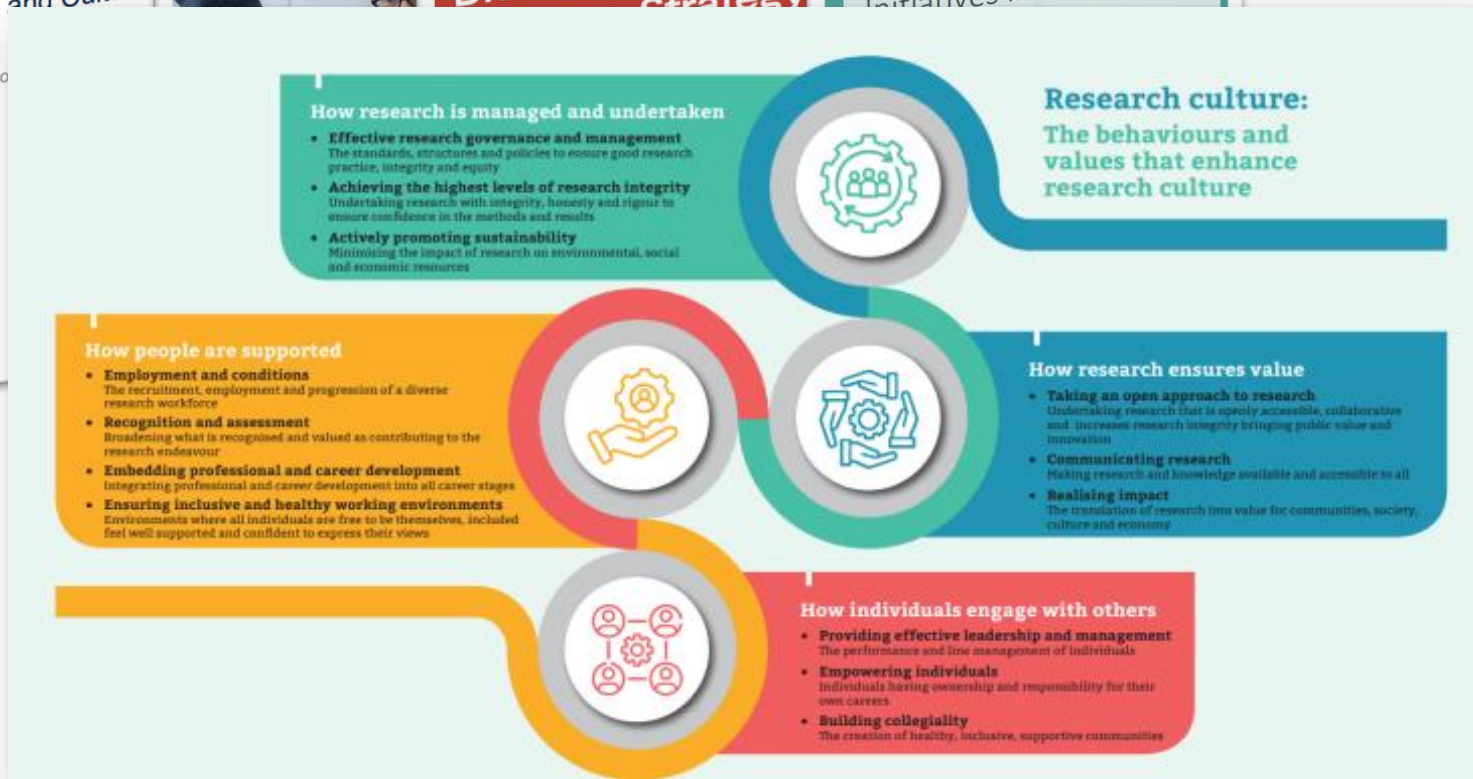 and
strategy
Initiatives
Research culture:
The behaviours and
values that enhance
research culture
How research is managed and undertaken
• Effective research governance and management
The standards, structures and policies to ensure good research
practice, integrity and equity
• Achieving the highest levels of research integrity
Undertaking research with integrity, honesty and rigour to
ensure confidence in the methods and results
• Actively promoting sustainability
Minimising the impact of research on environmental, social
and economic resources
How people are supported
• Employment and conditions
The recruitment, employment and progression of a diverse
research workforce
• Recognition and assessment
Broadening what is recognised and valued as contributing to the
research endeavour
• Embedding professional and career development
Integrating professional and career development into all career stages
• Ensuring inclusive and healthy working environments
Environments where all individuals are free to be themselves, included
feel well supported and confident to express their views
How research ensures value
• Taking an open approach to research
Undertaking research that is openly accessible, collaborative
and increases research integrity bringing public value and
innovation
• Communicating research
Making research and knowledge available and accessible to all
• Realising impact
The translation of research into value for communities, society,
culture and economy
How individuals engage with others
• Providing effective leadership and management
The performance and line management of individuals
• Empowering individuals
Individuals having ownership and responsibility for their
own careers
• Building collegiality
The creation of healthy, inclusive, supportive communities